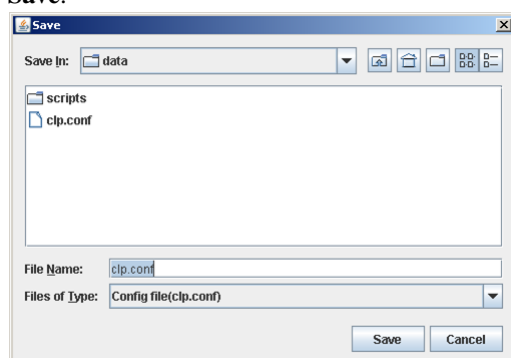 Save.
Save
Save In: data
scripts
clp.conf
File Name: clp.conf
Files of Type: Config file(clp.conf)
Save Cancel